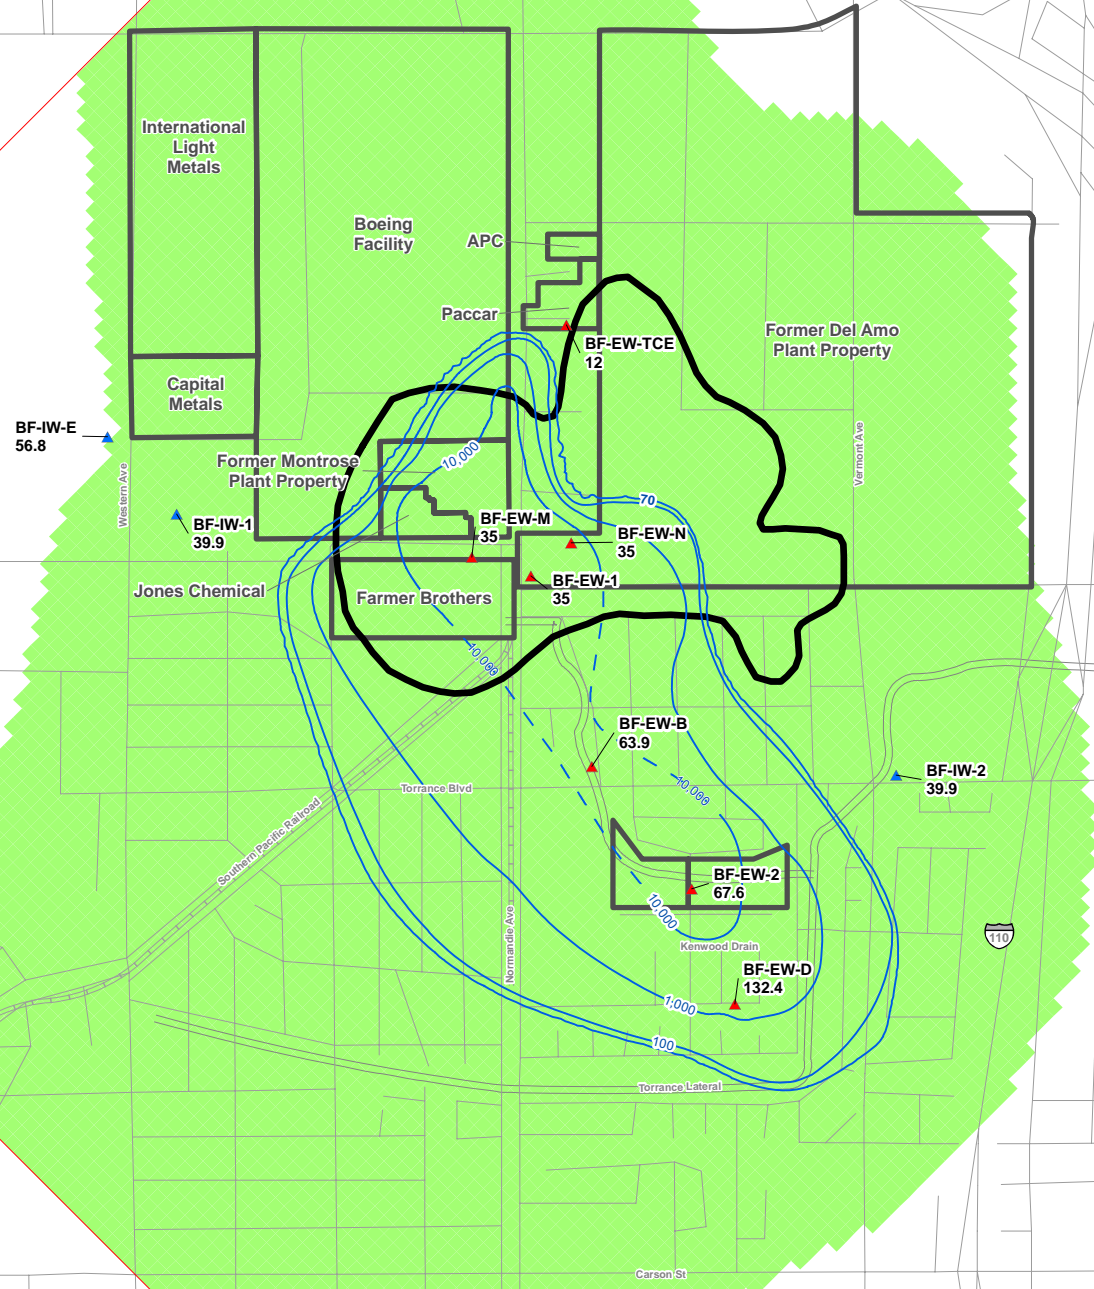 International
Light
Metals
Boeing
Facility
APC
Paccar
BF-EW-TCE
12
Former Del Amo
Plant Property
Capital
Metals
BF-IW-E
56.8
Western Ave
Vermont Ave
Former Montrose
Plant Property
10,000
70
BF-IW-1
39.9
BF-EW-M
35
BF-EW-N
35
BF-EW-1
35
Jones Chemical
Farmer Brothers
10,000
BF-EW-B
63.9
BF-IW-2
39.9
Torrance Blvd
10,000
Southern Pacific Railroad
BF-EW-2
67.6
10,000
Normandie Ave
Kenwood Drain
110
BF-EW-D
132.4
1,000
100
Torrance Lateral
Carson St